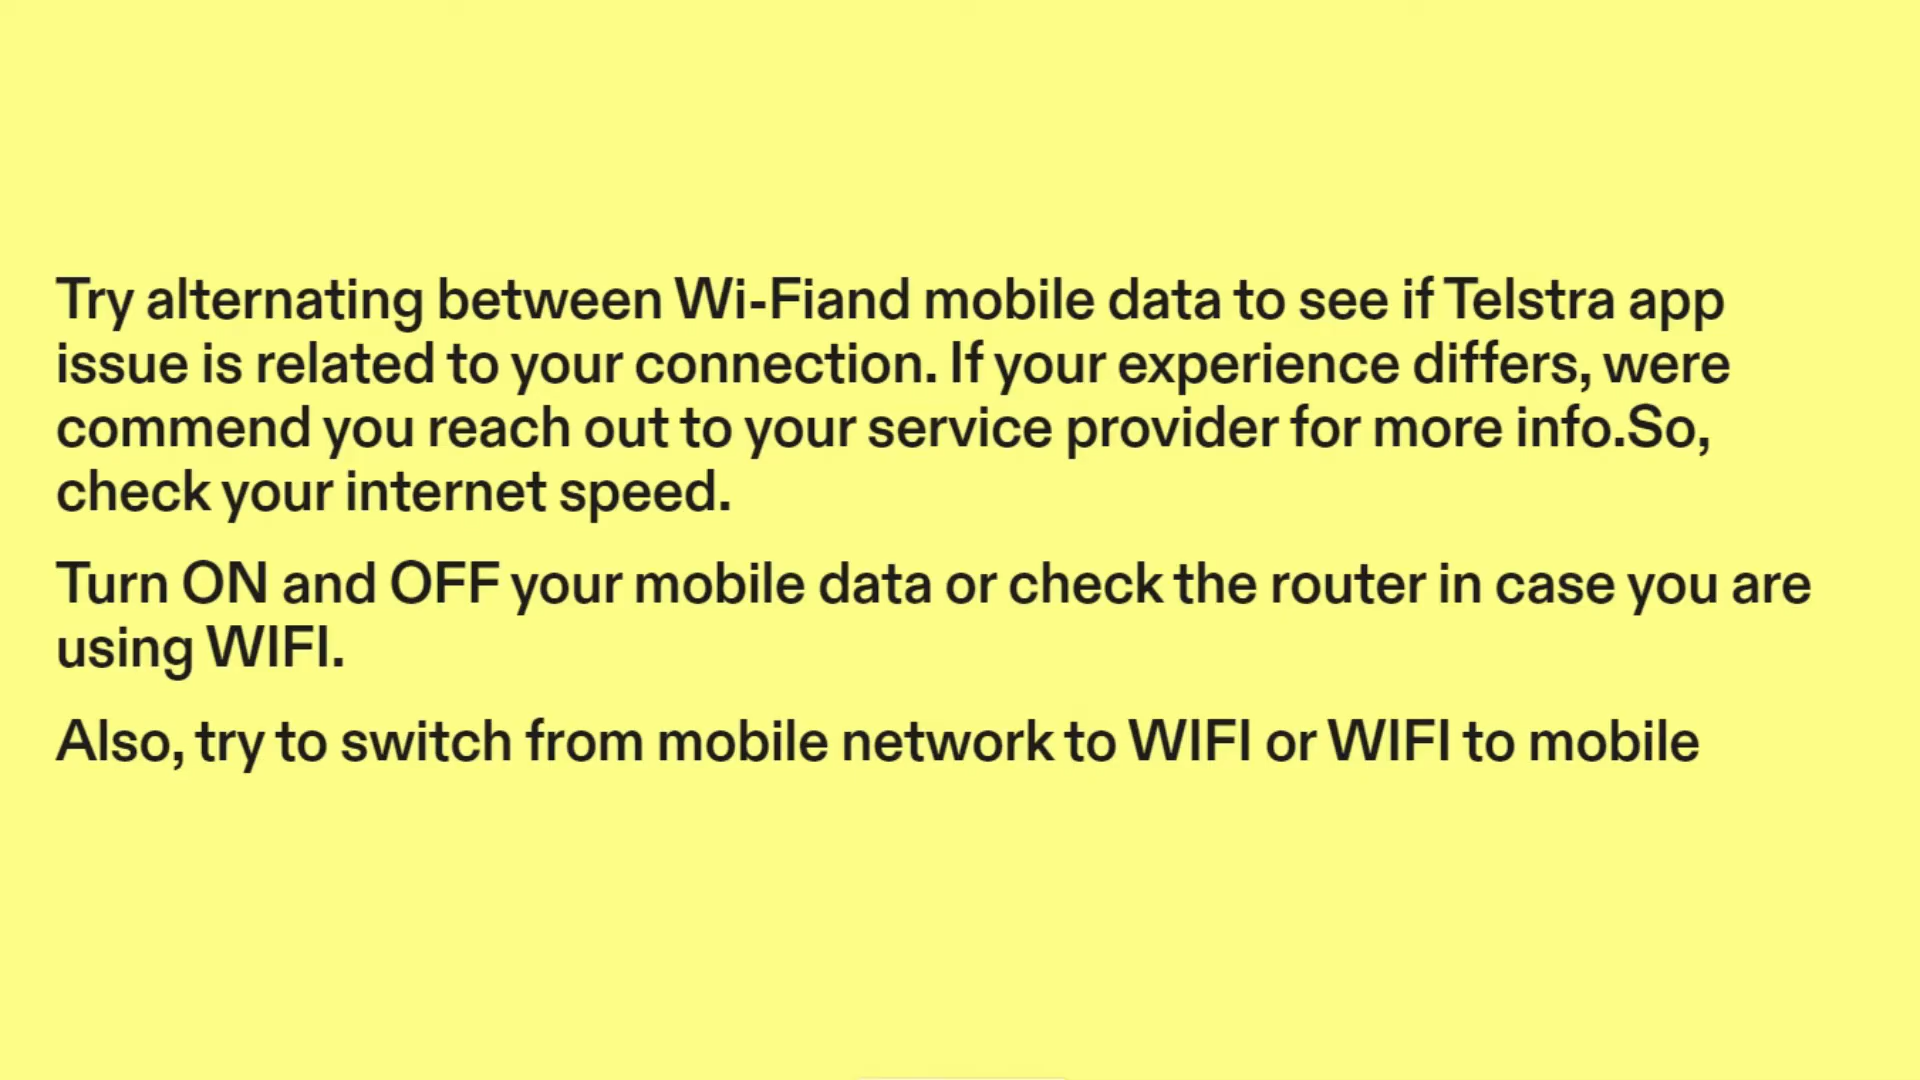 Try alternating between Wi-Fiand mobile data to see if Telstra app
issue is related to your connection. If your experience differs, were
commend you reach out to your service provider for more info.So,
check your internet speed.
Turn ON and OFF your mobile data or check the router in case you are
using WIFI.
Also, try to switch from mobile network to WIFI or WIFI to mobile